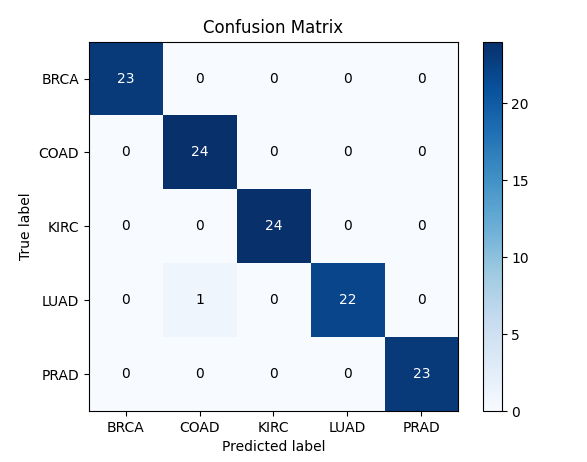 Confusion Matrix
BRCA 23 0 0 0 0
COAD 0 24 0 0 0
KIRC 0 0 24 0 0
LUAD 0 1 0 22 0
PRAD 0 0 0 0 23
BRCA COAD KIRC LUAD PRAD
Predicted label
True label
20
15
10
5
0